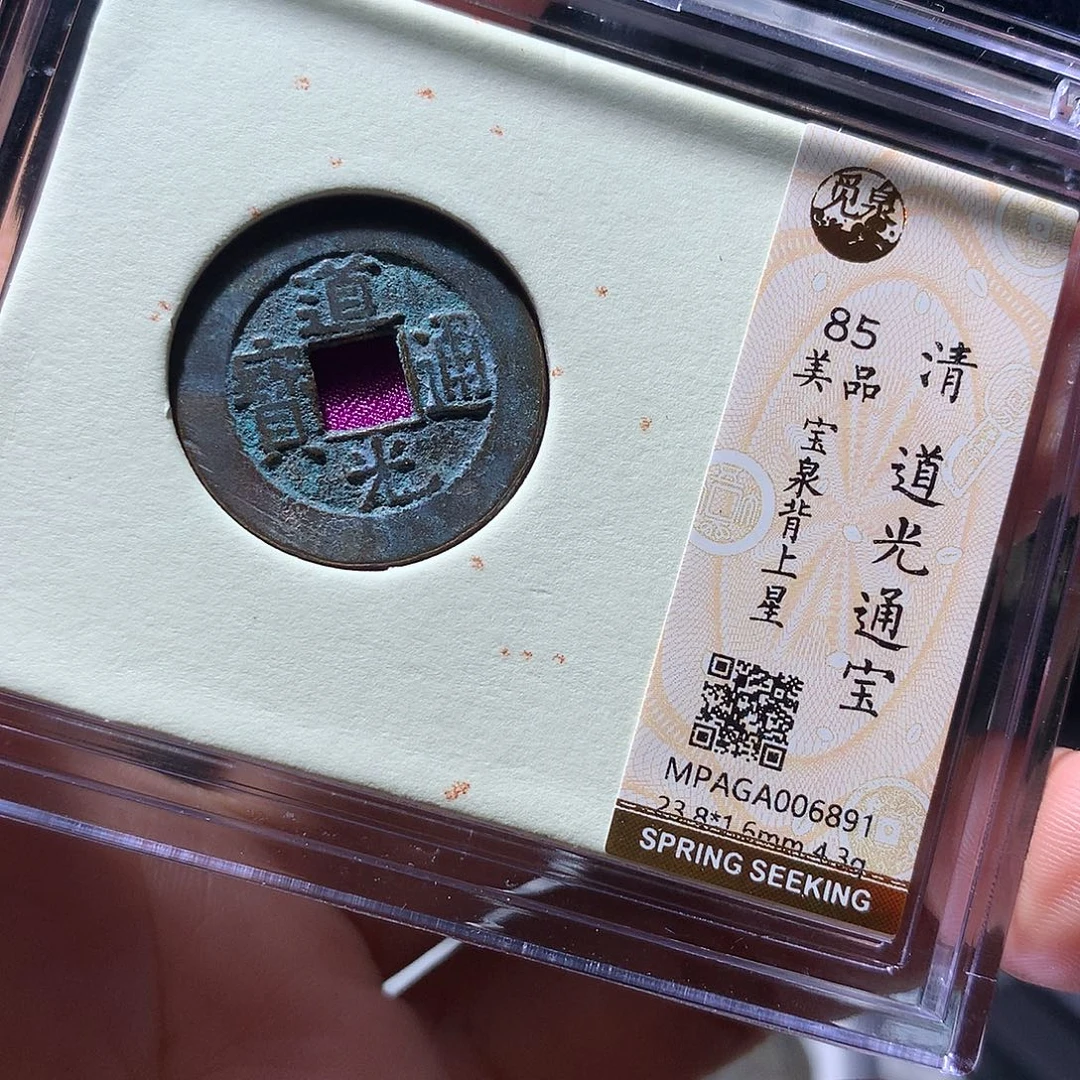 道光通寶
觅泉
85
美品
清 道光通宝
宝泉背上星
MPAGA006891
23.8*1.6mm 4.3g
SPRING SEEKING